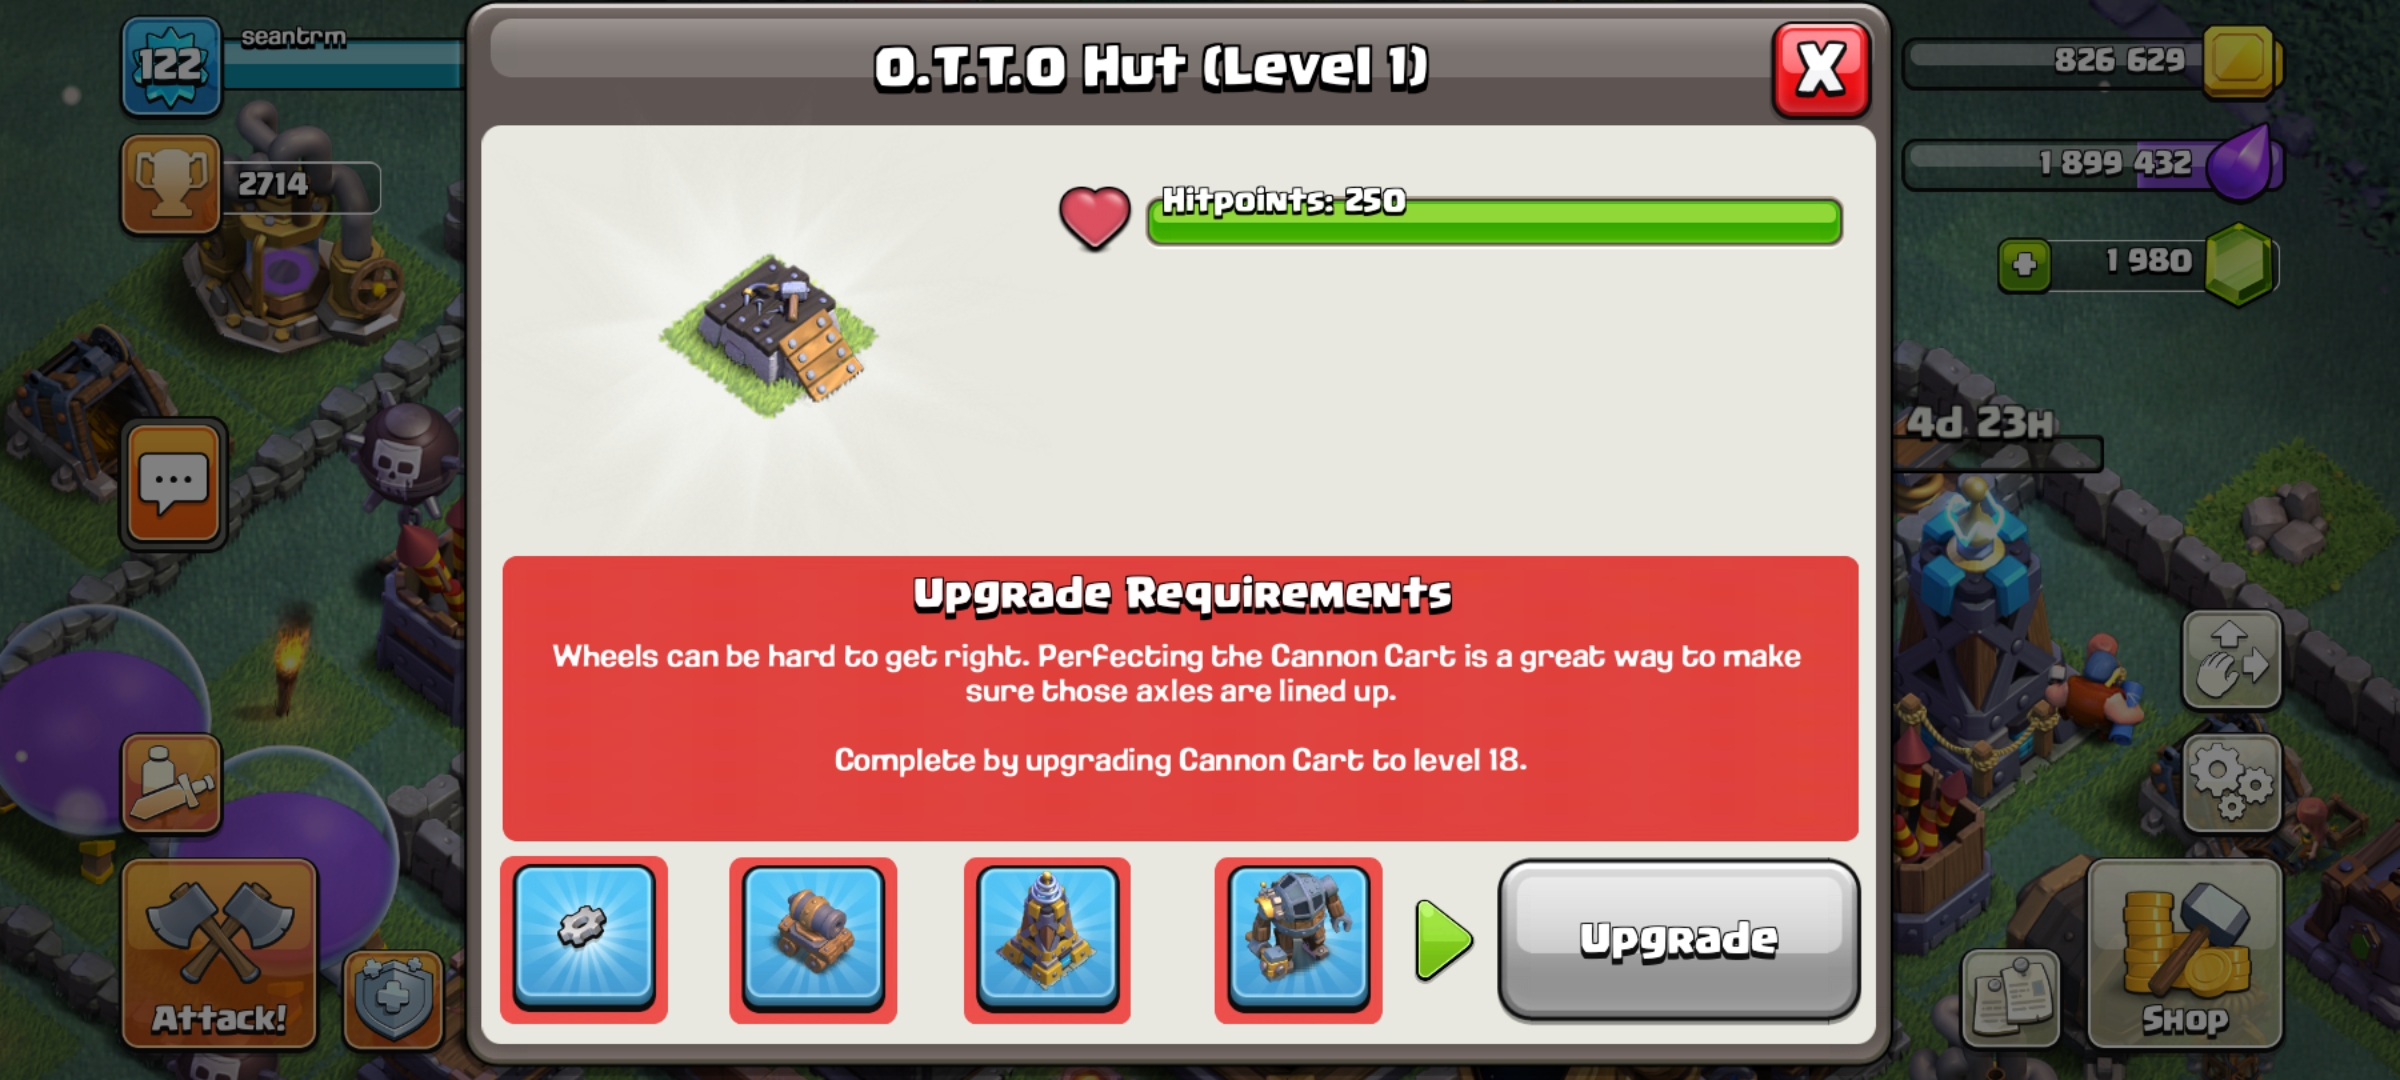 122
seantrm
2714
O.T.T.O Hut (Level 1)
X
826 629
1 899 432
1 980
Hitpoints: 250
4d 23H
Upgrade Requirements
Wheels can be hard to get right. Perfecting the Cannon Cart is a great way to make
sure those axles are lined up.
Complete by upgrading Cannon Cart to level 18.
Upgrade
Attack!
Shop